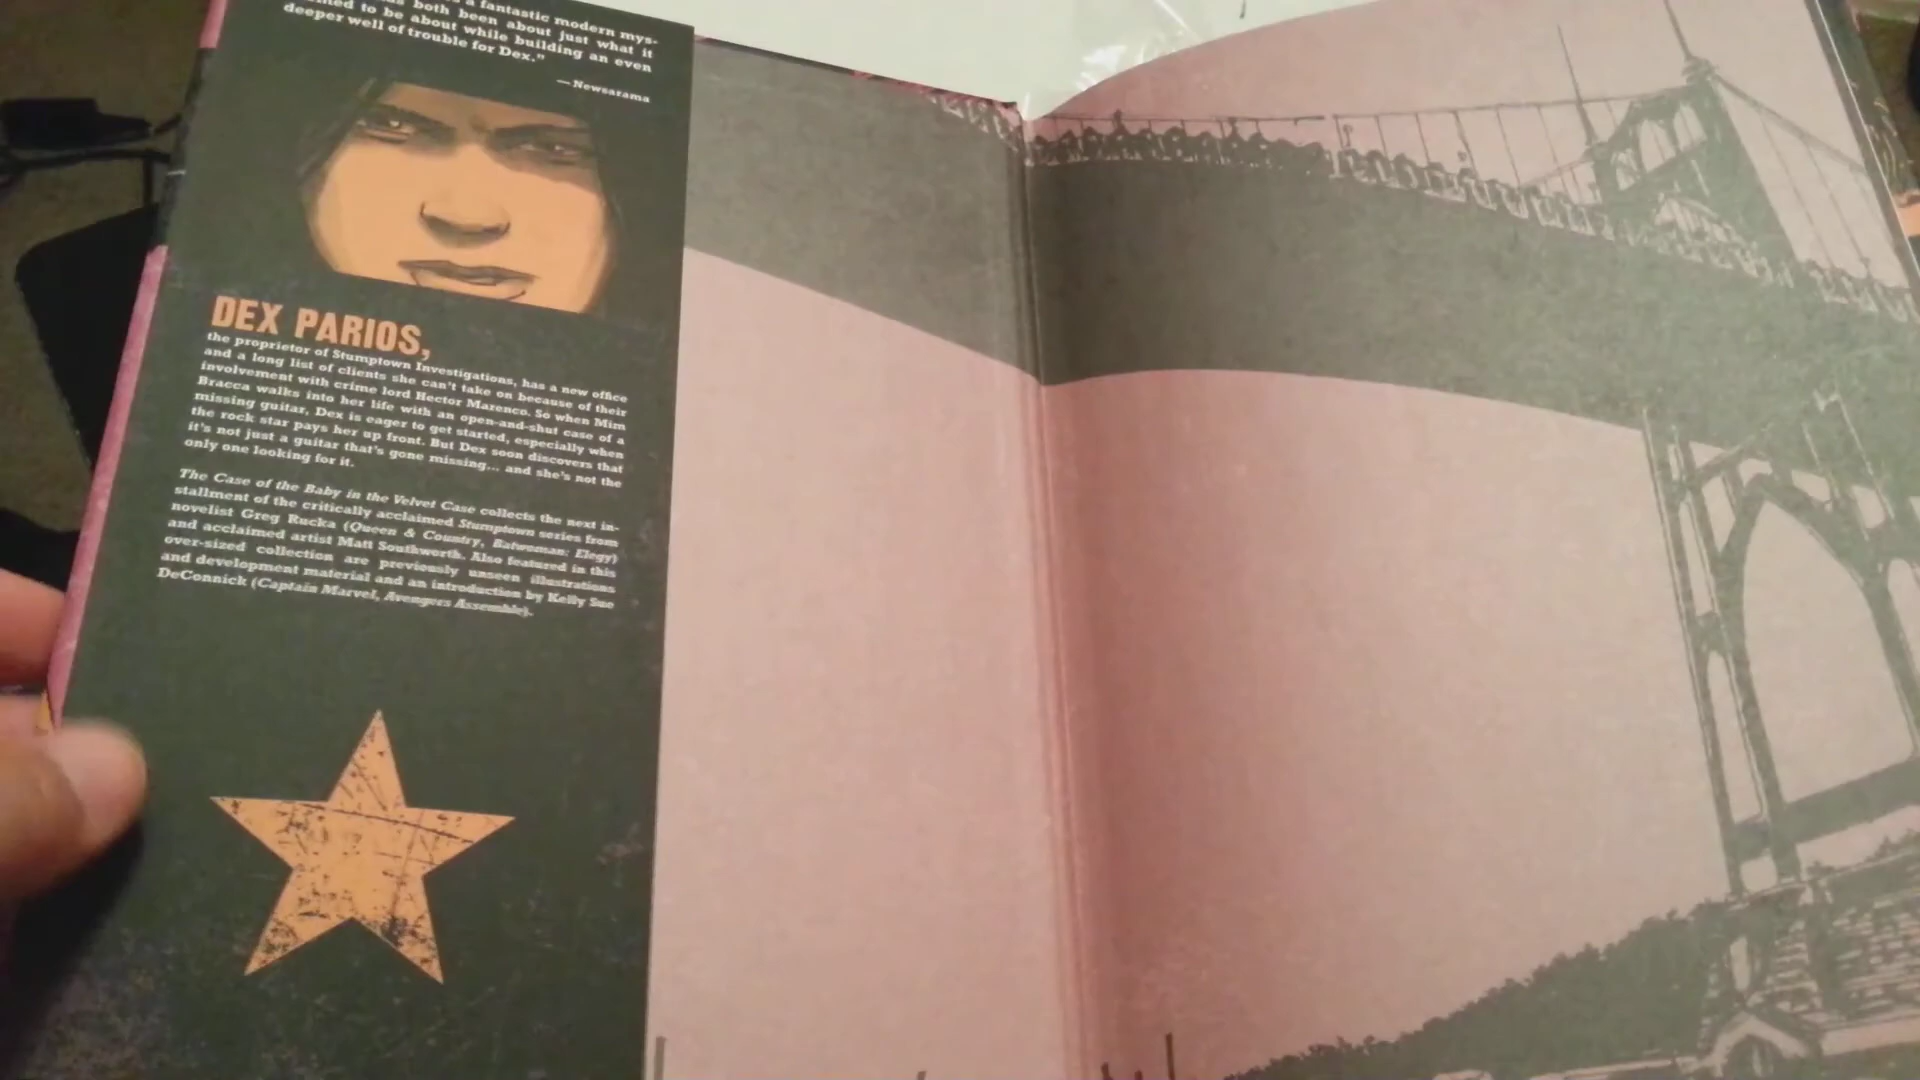 a fantastic modern mys-
both been about just what it
to be about while building an even
deeper well of trouble for Dex."
—Newsarama
DEX PARIOS,
the proprietor of Stumptown Investigations, has a new office
and a long list of clients she can't take on because of their
involvement with crime lord Hector Marenco. So when Mim
Bracca walks into her life with an open-and-shut case of a
missing guitar, Dex is eager to get started, especially when
the rock star pays her up front. But Dex soon discovers that
it's not just a guitar that's gone missing... and she's not the
only one looking for it.
The Case of the Baby in the Velvet Case collects the next in-
stallment of the critically acclaimed Stumptown series from
novelist Greg Rucka (Queen & Country, Batwoman: Elegy)
and acclaimed artist Matt Southworth. Also featured in this
over-sized collection are previously unseen illustrations
and development material and an introduction by Kelly Sue
DeConnick (Captain Marvel, Avengers Assemble).